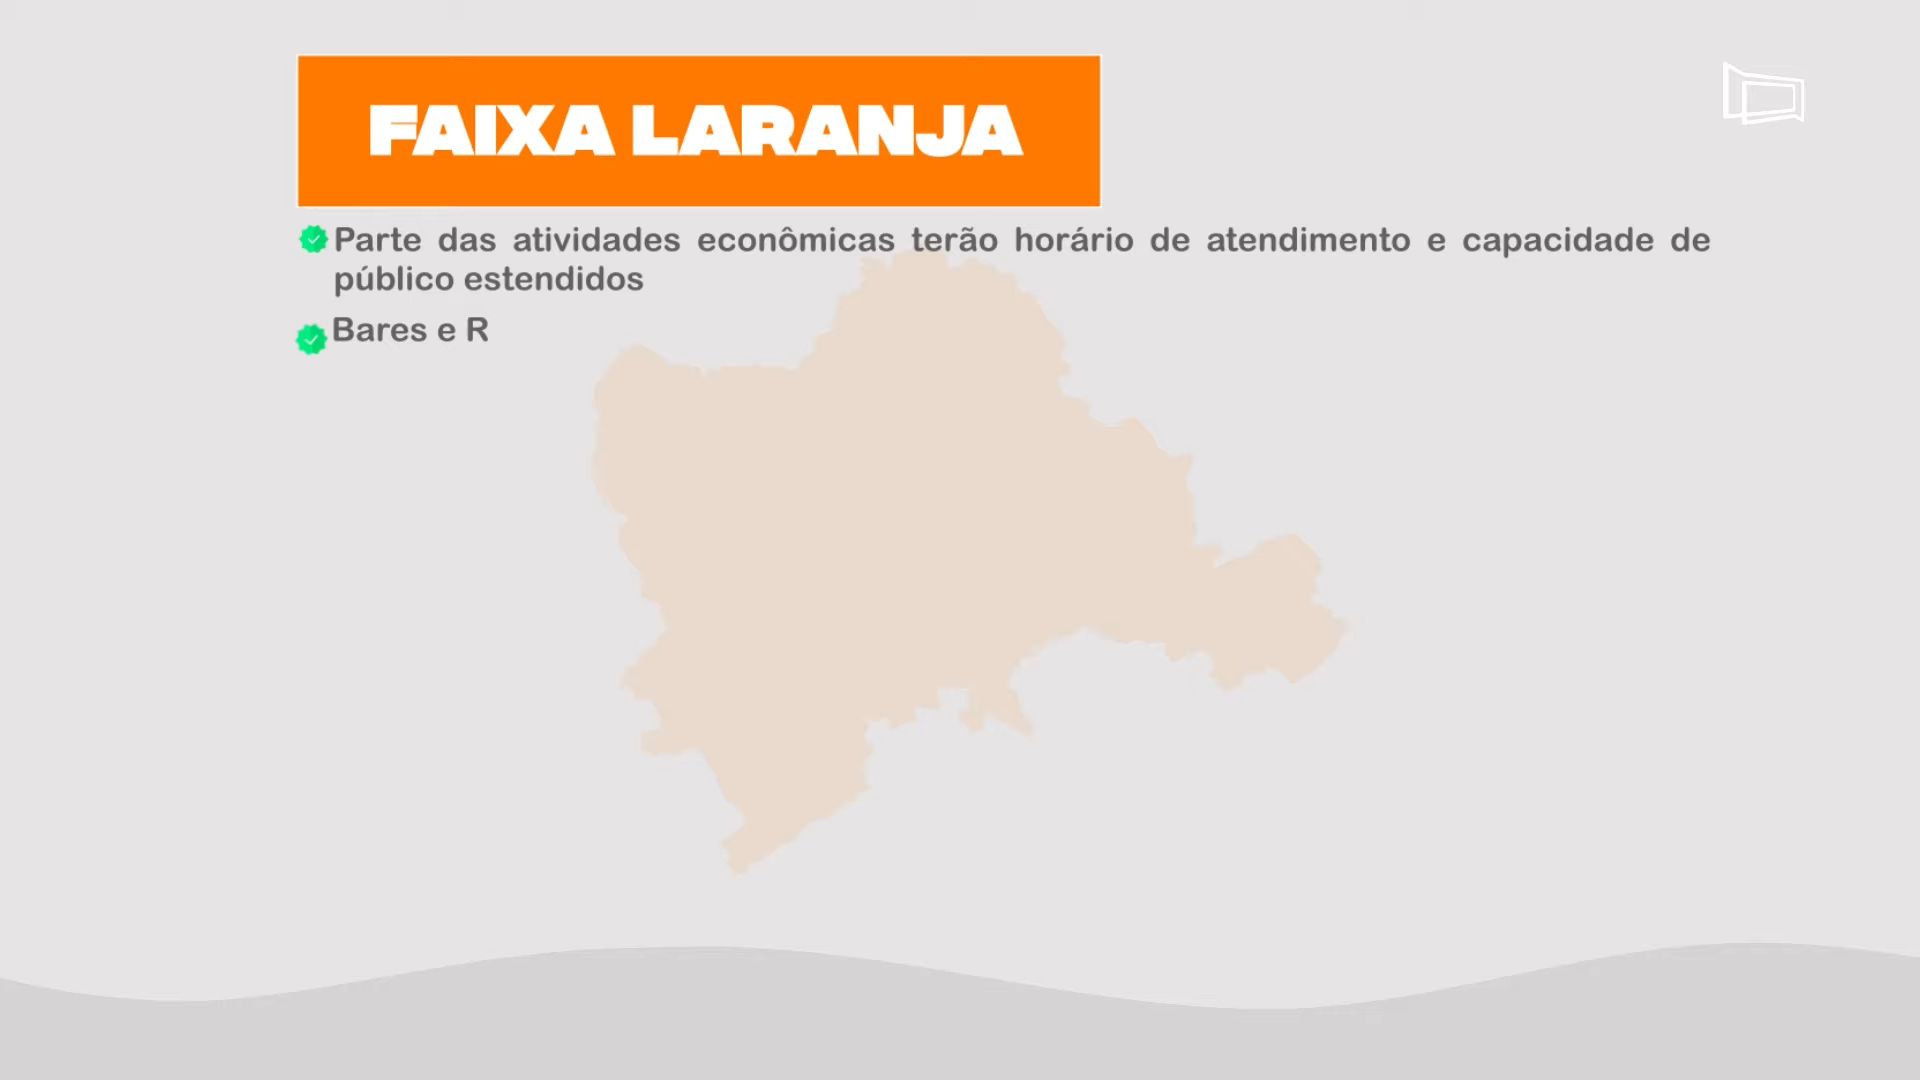 FAIXA LARANJA
Parte das atividades econômicas terão horário de atendimento e capacidade de
público estendidos
Bares e R